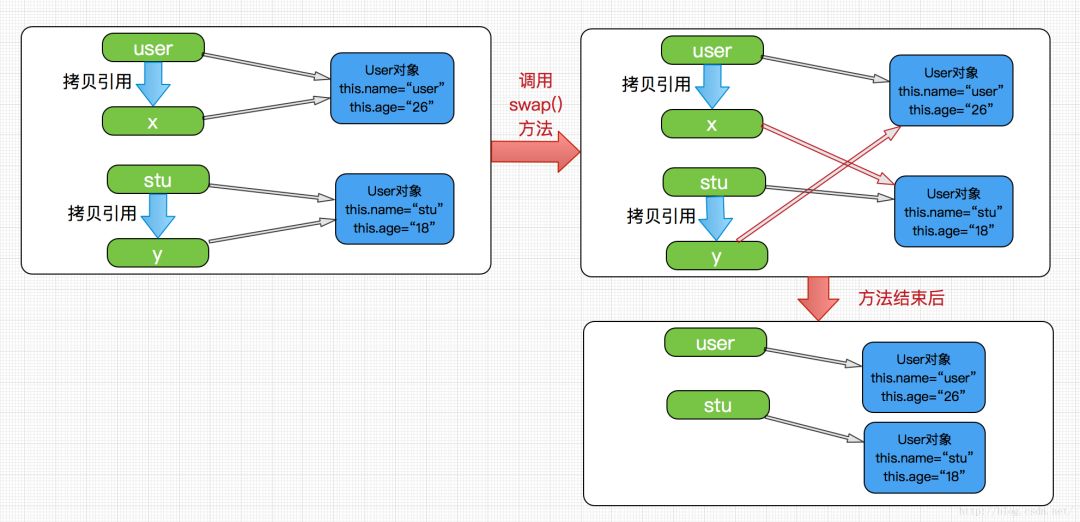 user
拷贝引用
x
User对象
this.name=“user”
this.age=“26”
stu
拷贝引用
y
User对象
this.name=“stu”
this.age=“18”
调用
swap()
方法
user
拷贝引用
x
User对象
this.name=“user”
this.age=“26”
stu
拷贝引用
y
User对象
this.name=“stu”
this.age=“18”
方法结束后
user
User对象
this.name=“user”
this.age=“26”
stu
User对象
this.name=“stu”
this.age=“18”
http://blog.csdn.net/